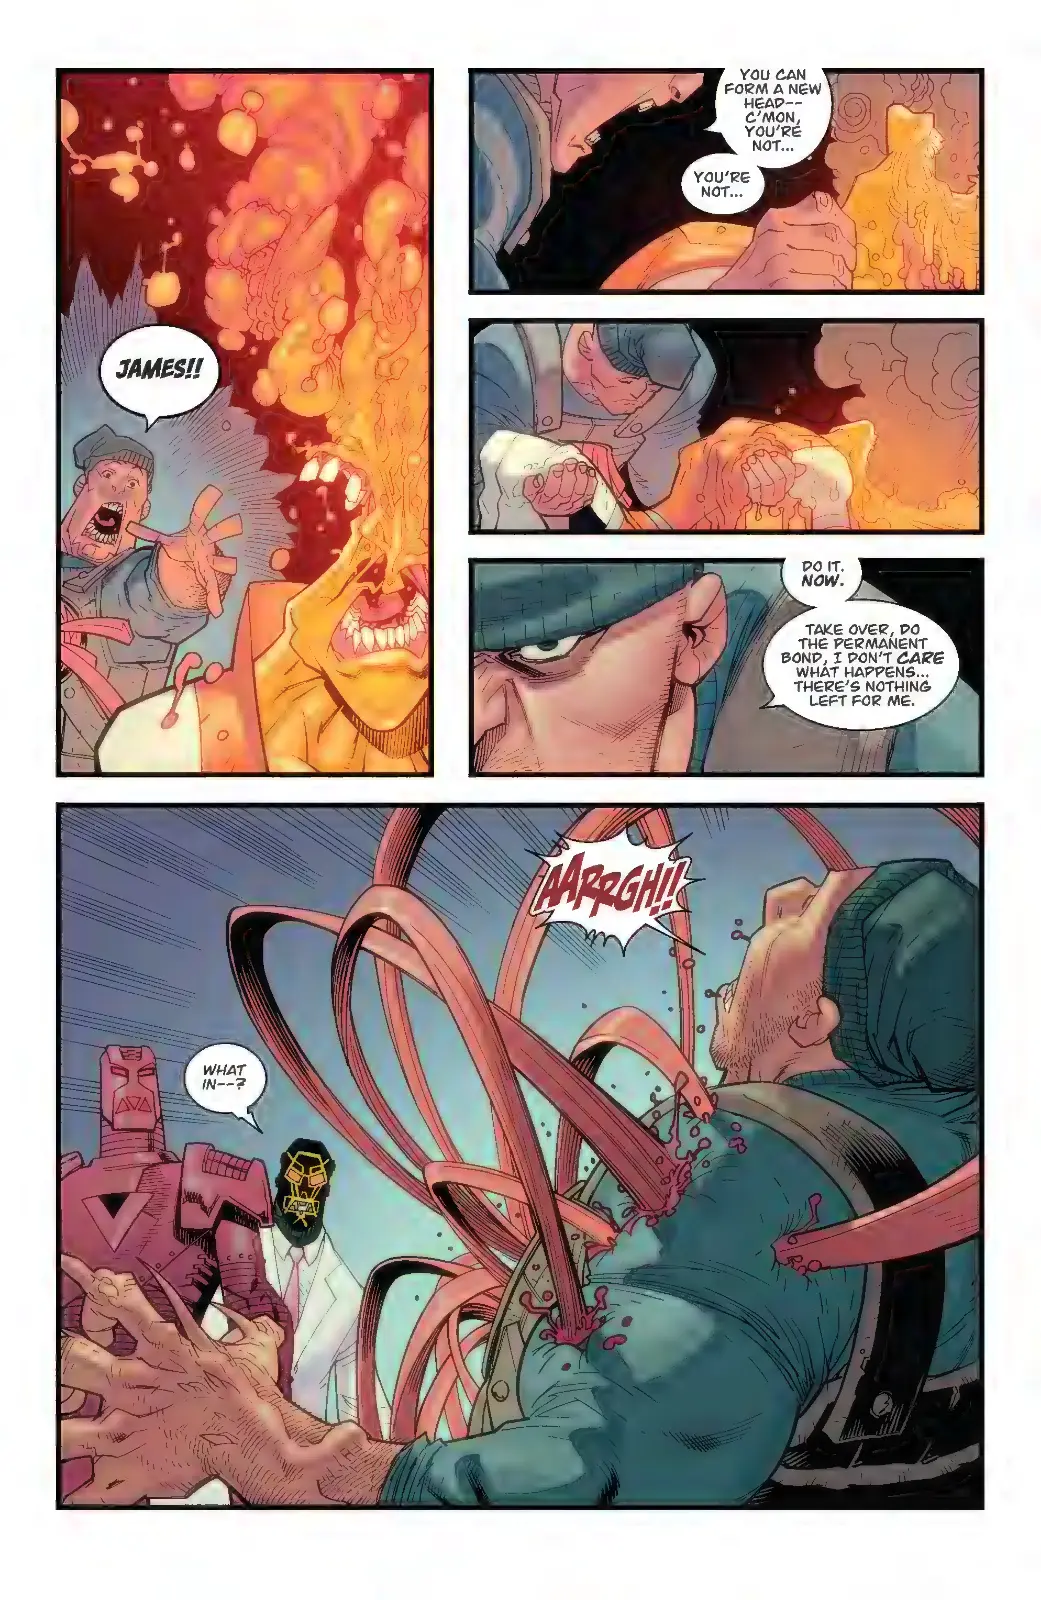 JAMES!!
YOU CAN
FORM A NEW
HEAD--
C'MON,
YOU'RE
NOT...
YOU'RE
NOT...
DO IT.
NOW.
TAKE OVER, DO
THE PERMANENT
BOND, I DON'T CARE
WHAT HAPPENS...
THERE'S NOTHING
LEFT FOR ME.
AARRGH!!
WHAT
IN--?